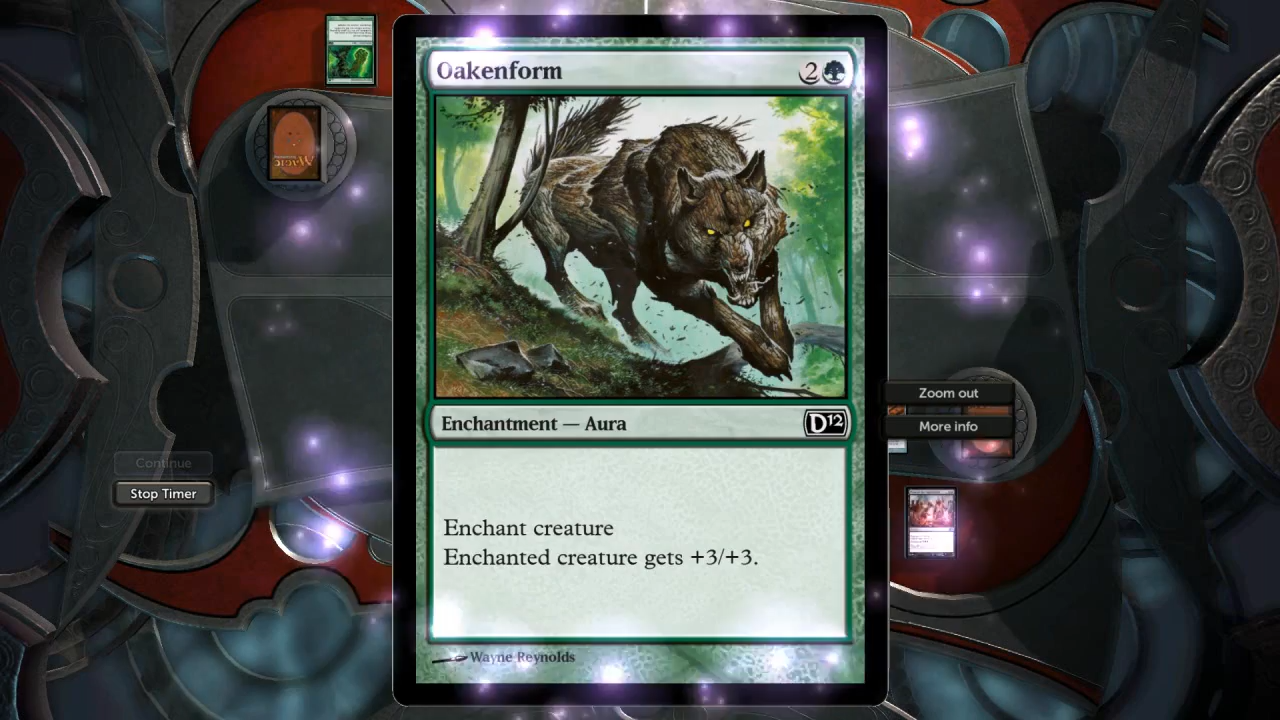 Oakenform
2
Enchantment — Aura
D12
Enchant creature
Enchanted creature gets +3/+3.
Wayne Reynolds
Zoom out
More info
Continue
Stop Timer